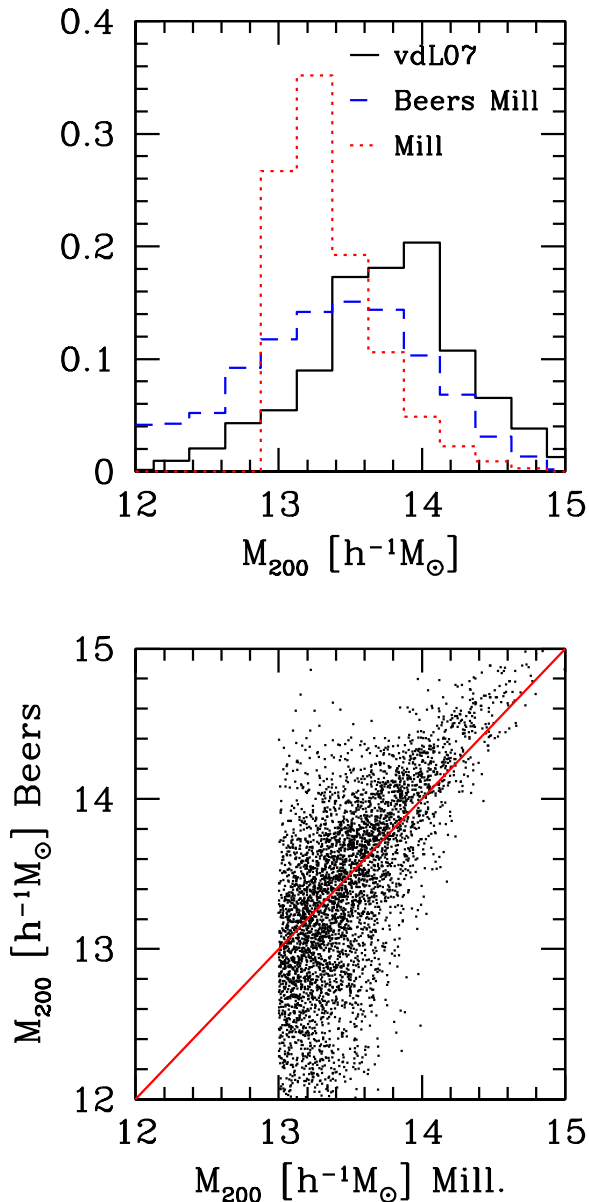 0.4
vdL07
Beers Mill
0.3
Mill
0.2
0.1
0
12 13 14 15
M₂₀₀ [h⁻¹M⊙]
15
14
13
12
M₂₀₀ [h⁻¹M⊙] Beers
12 13 14 15
M₂₀₀ [h⁻¹M⊙] Mill.